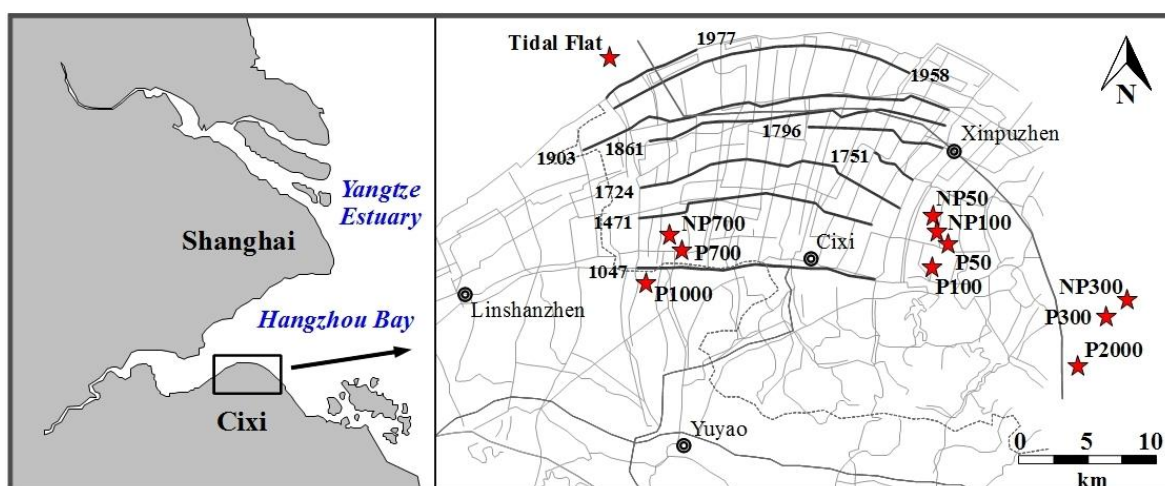 Yangtze
Estuary
Shanghai
Hangzhou Bay
Cixi
Tidal Flat
1977
1958
N
1903
1861
1796
1751
Xinpuzhen
1724
1471
NP700
P700
1047
P1000
Linshanzhen
Cixi
NP50
NP100
P50
P100
NP300
P300
P2000
Yuyao
0 5 10
km